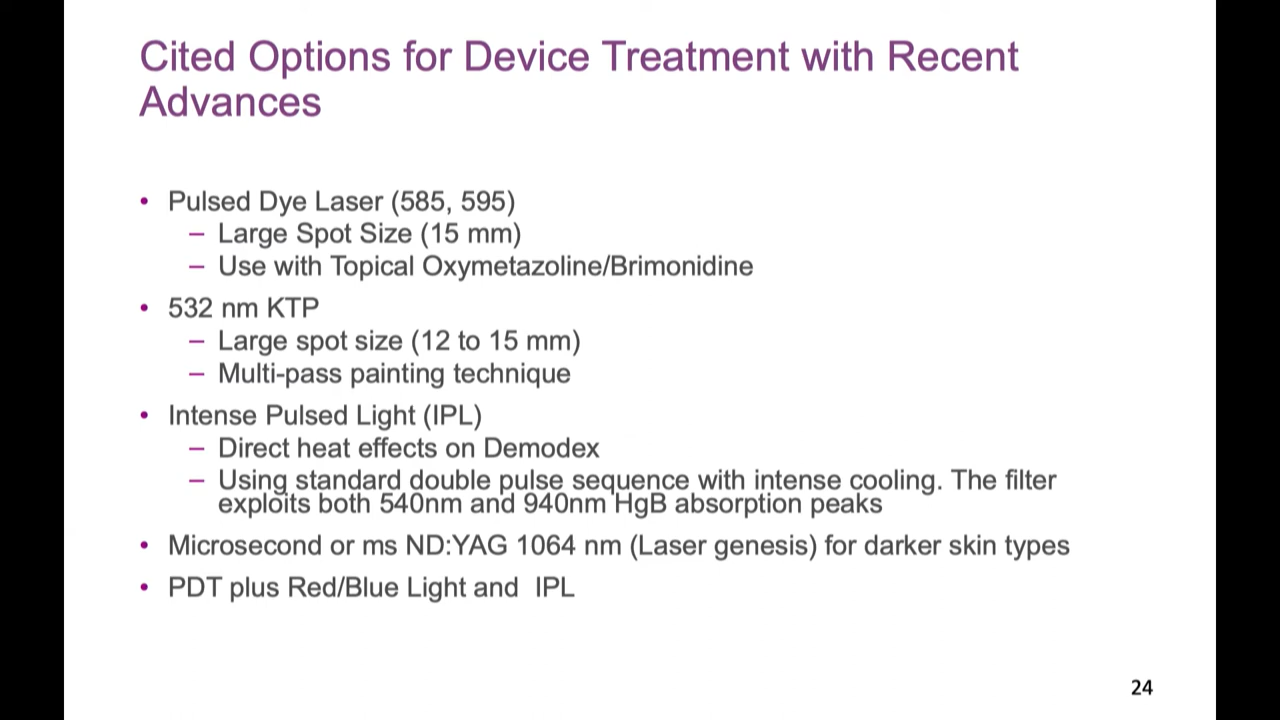 Cited Options for Device Treatment with Recent
Advances
• Pulsed Dye Laser (585, 595)
– Large Spot Size (15 mm)
– Use with Topical Oxymetazoline/Brimonidine
• 532 nm KTP
– Large spot size (12 to 15 mm)
– Multi-pass painting technique
• Intense Pulsed Light (IPL)
– Direct heat effects on Demodex
– Using standard double pulse sequence with intense cooling. The filter
exploits both 540nm and 940nm HgB absorption peaks
• Microsecond or ms ND:YAG 1064 nm (Laser genesis) for darker skin types
• PDT plus Red/Blue Light and  IPL
24